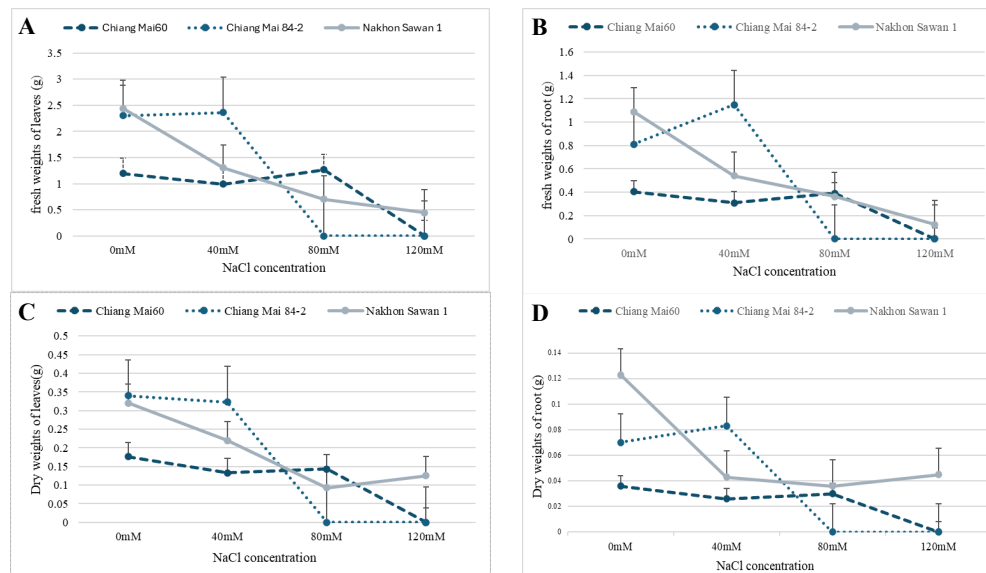 A
Chiang Mai60 Chiang Mai 84-2 Nakhon Sawan 1
fresh weights of leaves (g)
3.5
3
2.5
2
1.5
1
0.5
0
0mM 40mM 80mM 120mM
NaCl concentration
B
Chiang Mai60 Chiang Mai 84-2 Nakhon Sawan 1
fresh weights of root (g)
1.6
1.4
1.2
1
0.8
0.6
0.4
0.2
0
0mM 40mM 80mM 120mM
NaCl concentration
C
Chiang Mai60 Chiang Mai 84-2 Nakhon Sawan 1
Dry weights of leaves(g)
0.5
0.45
0.4
0.35
0.3
0.25
0.2
0.15
0.1
0.05
0
0mM 40mM 80mM 120mM
NaCl concentration
D
Chiang Mai60 Chiang Mai 84-2 Nakhon Sawan 1
Dry weights of root (g)
0.14
0.12
0.1
0.08
0.06
0.04
0.02
0
0mM 40mM 80mM 120mM
NaCl concentration